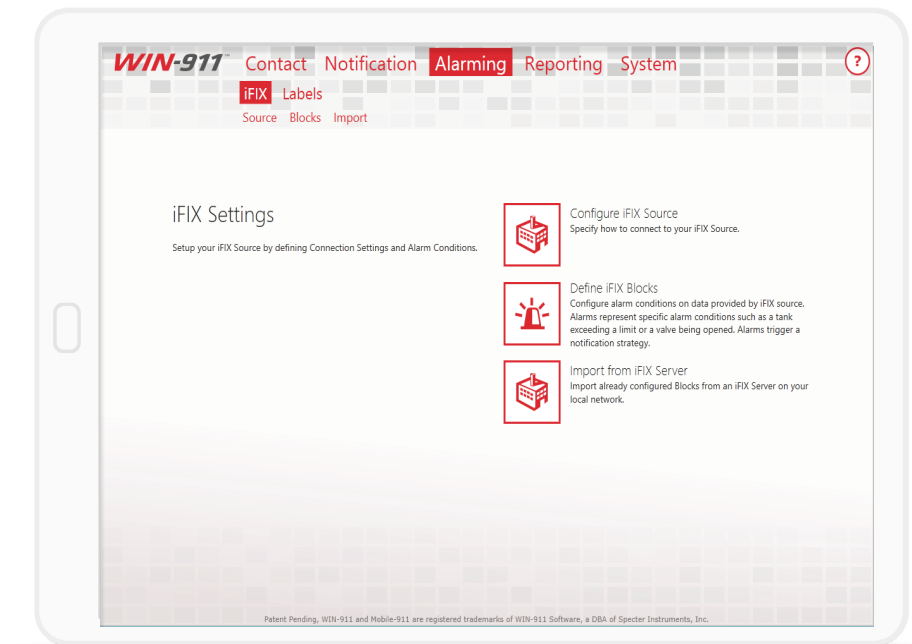 WIN-911™ Contact Notification Alarming Reporting System ?
iFIX Labels
Source Blocks Import
iFIX Settings
Setup your iFIX Source by defining Connection Settings and Alarm Conditions.
Configure iFIX Source
Specify how to connect to your iFIX Source.
Define iFIX Blocks
Configure alarm conditions on data provided by iFIX source.
Alarms represent specific alarm conditions such as a tank
exceeding a limit or a valve being opened. Alarms trigger a
notification strategy.
Import from iFIX Server
Import already configured Blocks from an iFIX Server on your
local network.
Patent Pending, WIN-911 and Mobile-911 are registered trademarks of WIN-911 Software, a DBA of Specter Instruments, Inc.